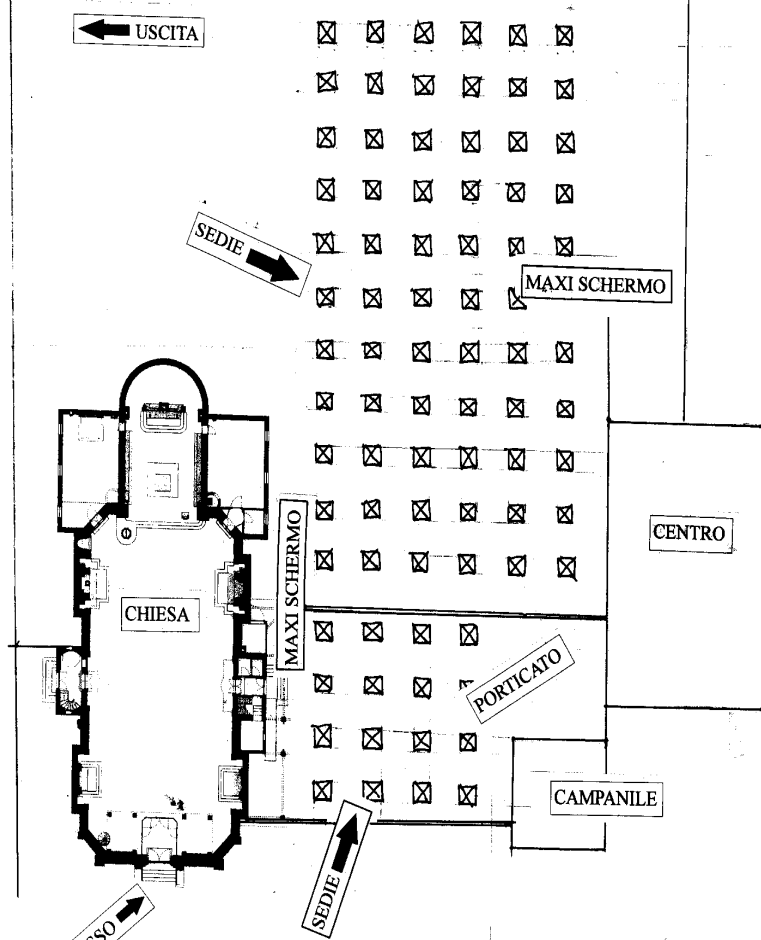 USCITA
SEDIE
MAXI SCHERMO
MAXI SCHERMO
CENTRO
CHIESA
PORTICATO
CAMPANILE
SEDIE